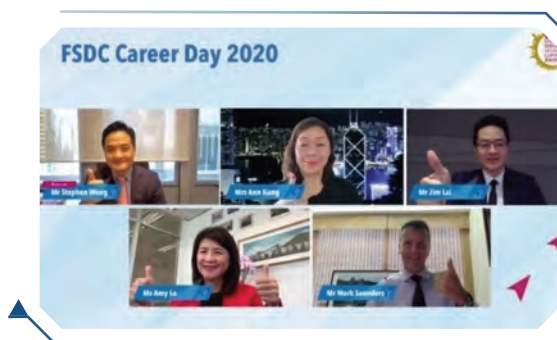 FSDC Career Day 2020
Mr Stephen Wong
Mrs Ann Kung
Mr Jim Lai
Ms Amy Lo
Mr Mark Saunders